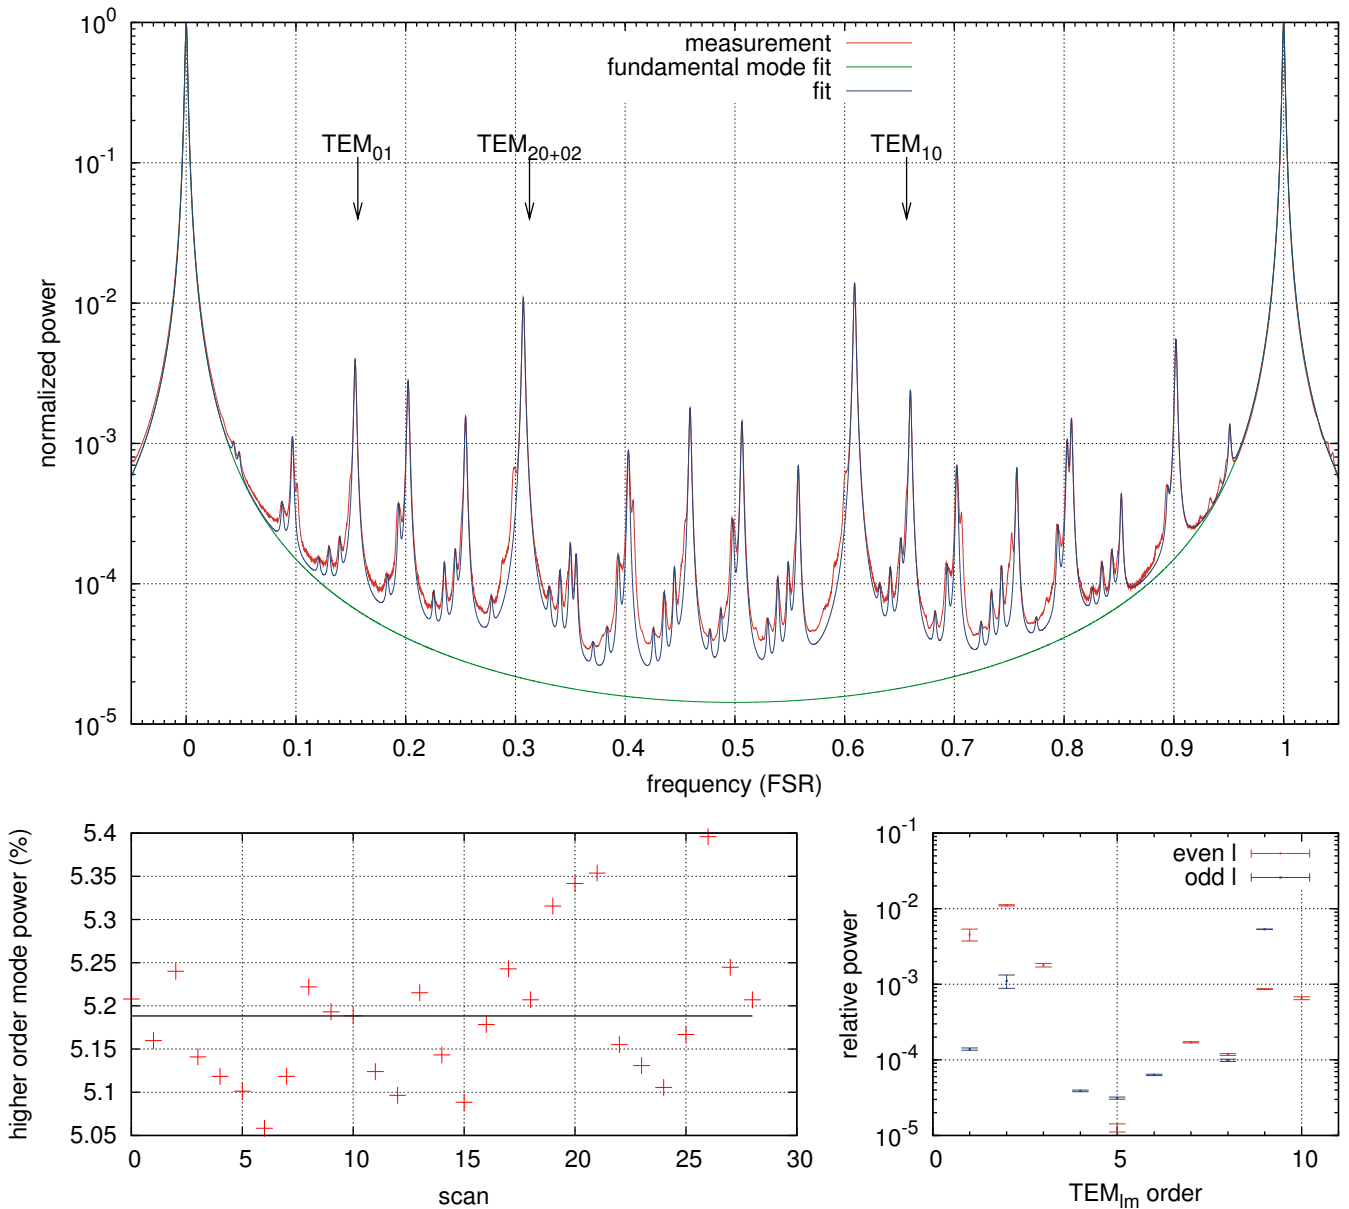 measurement
fundamental mode fit
fit
TEM01
TEM20+02
TEM10
normalized power
10^0
10^-1
10^-2
10^-3
10^-4
10^-5
0 0.1 0.2 0.3 0.4 0.5 0.6 0.7 0.8 0.9 1
frequency (FSR)
higher order mode power (%)
5.4
5.35
5.3
5.25
5.2
5.15
5.1
5.05
0 5 10 15 20 25 30
scan
relative power
10^-1
10^-2
10^-3
10^-4
10^-5
even l
odd l
0 5 10
TEMlm order